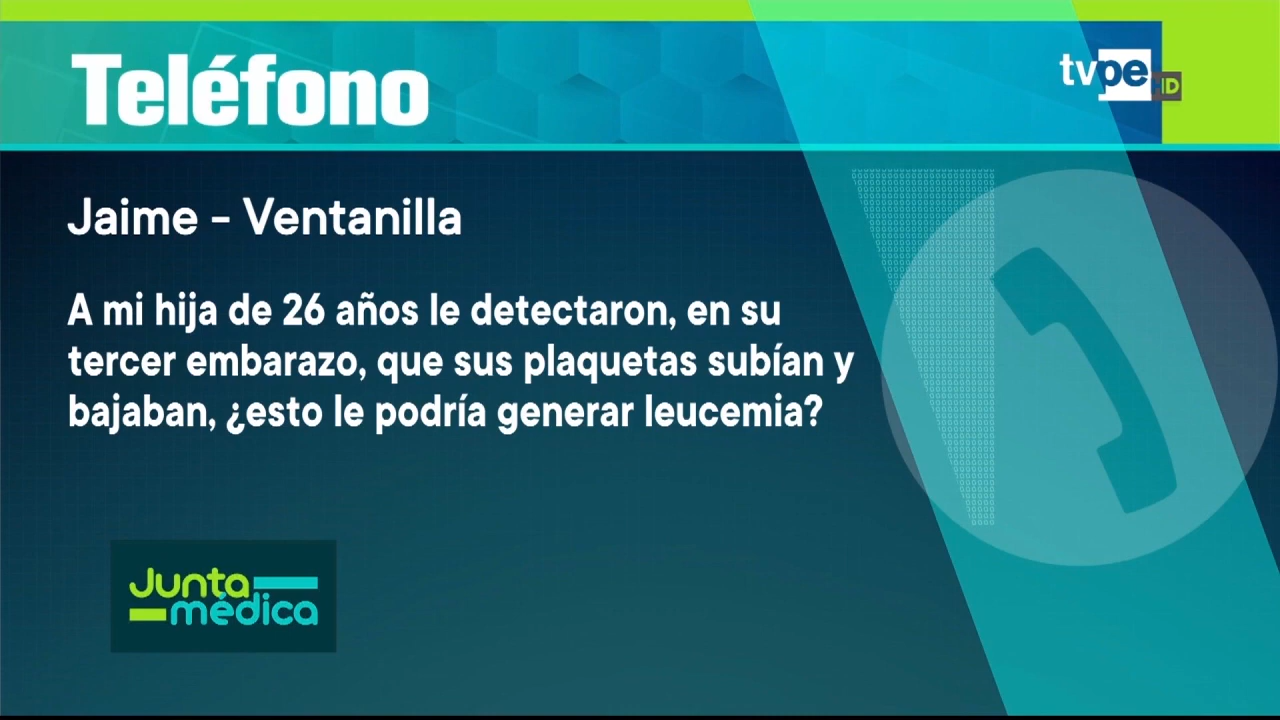 Teléfono
tvpe HD
Jaime - Ventanilla
A mi hija de 26 años le detectaron, en su
tercer embarazo, que sus plaquetas subían y
bajaban, ¿esto le podría generar leucemia?
Junta
médica